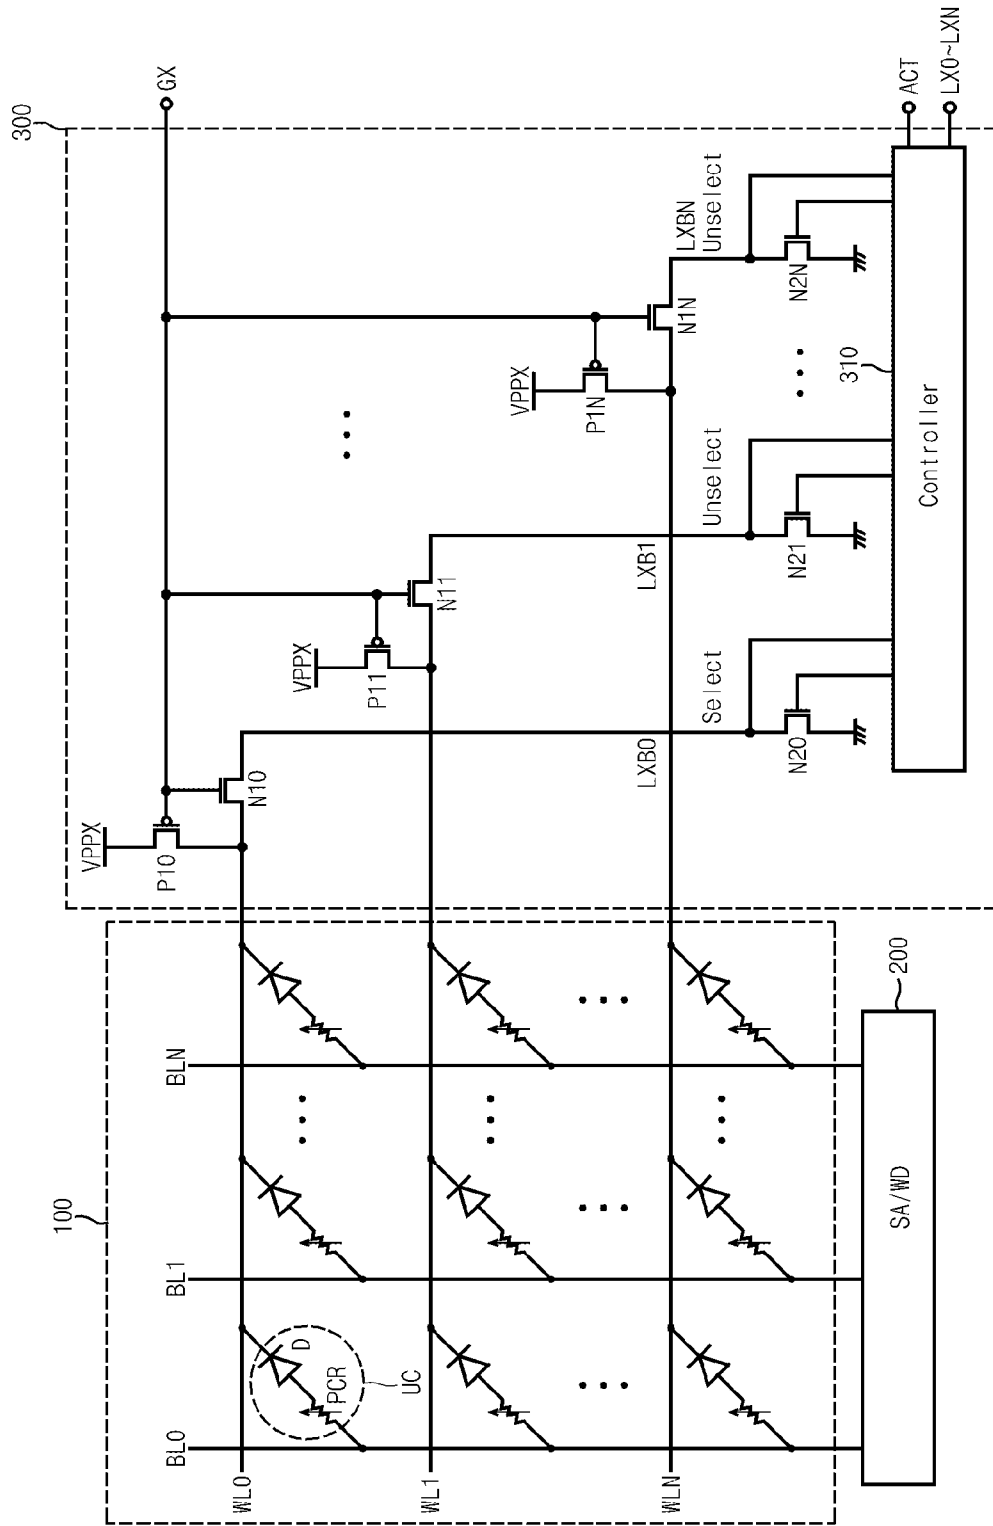 100
300
BL0
BL1
BLN
GX
VPPX
P10
N10
WL0
D
PCR
UC
VPPX
P11
N11
WL1
VPPX
P1N
N1N
WLN
LXB0
Select
LXB1
Unselect
LXBN
Unselect
N20
N21
N2N
310
ACT
LX0~LXN
200
SA/WD
Controller